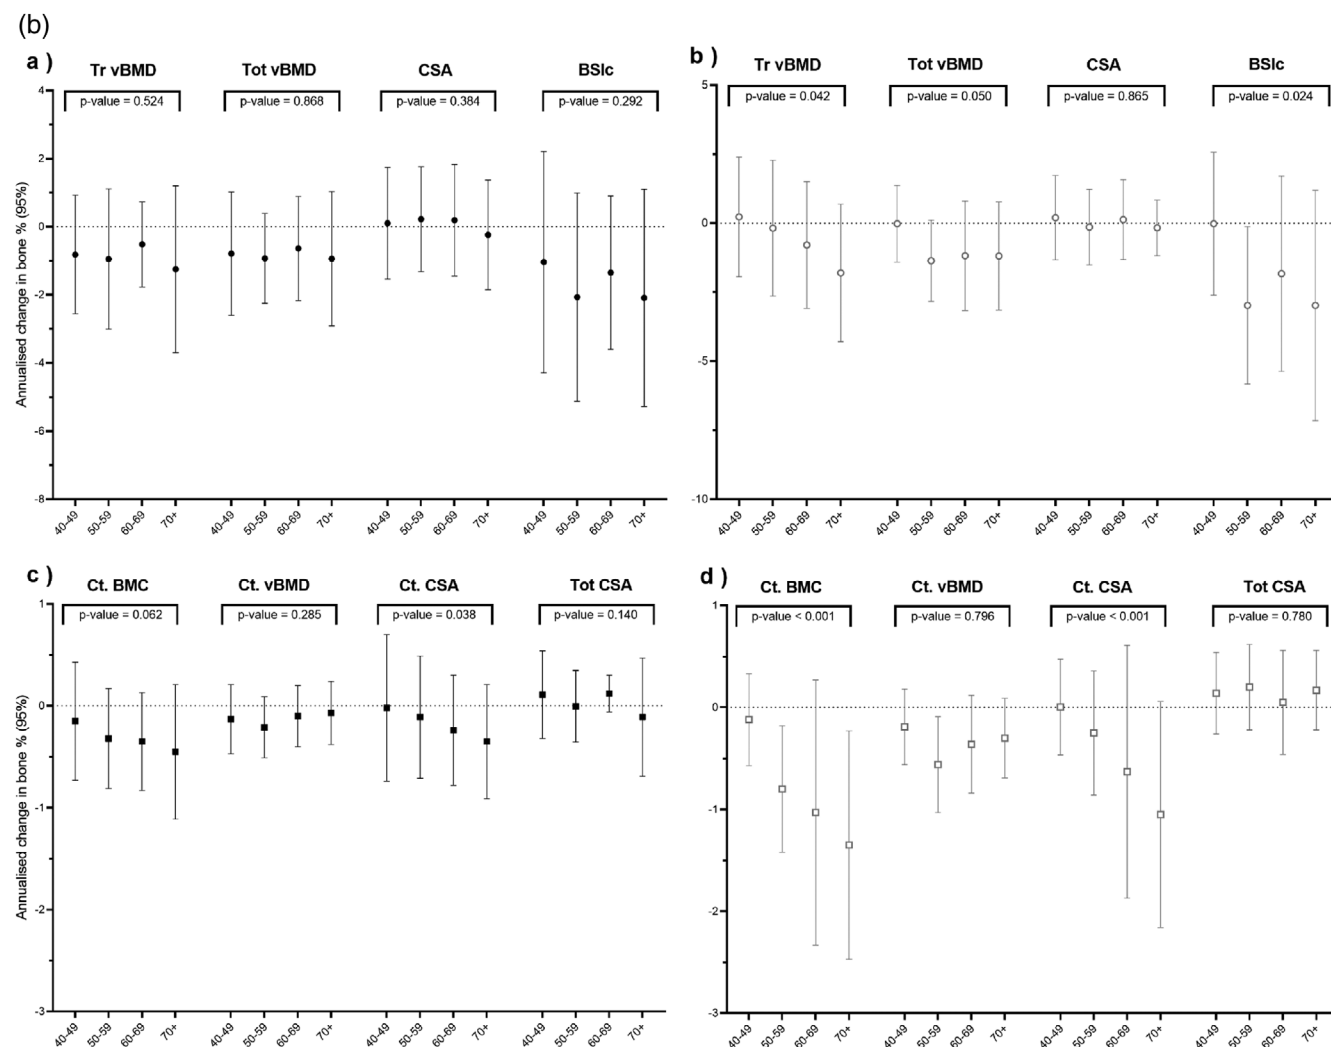 (b)
a )
Tr vBMD Tot vBMD CSA BSIc
p-value = 0.524 p-value = 0.868 p-value = 0.384 p-value = 0.292
Annualised change in bone % (95%)
4
2
0
-2
-4
-6
-8
40-49 50-59 60-69 70+ 40-49 50-59 60-69 70+ 40-49 50-59 60-69 70+ 40-49 50-59 60-69 70+
b )
Tr vBMD Tot vBMD CSA BSIc
p-value = 0.042 p-value = 0.050 p-value = 0.865 p-value = 0.024
5
0
-5
-10
40-49 50-59 60-69 70+ 40-49 50-59 60-69 70+ 40-49 50-59 60-69 70+ 40-49 50-59 60-69 70+
c )
Ct. BMC Ct. vBMD Ct. CSA Tot CSA
p-value = 0.062 p-value = 0.285 p-value = 0.038 p-value = 0.140
Annualised change in bone % (95%)
1
0
-1
-2
-3
40-49 50-59 60-69 70+ 40-49 50-59 60-69 70+ 40-49 50-59 60-69 70+ 40-49 50-59 60-69 70+
d )
Ct. BMC Ct. vBMD Ct. CSA Tot CSA
p-value < 0.001 p-value = 0.796 p-value < 0.001 p-value = 0.780
1
0
-1
-2
-3
40-49 50-59 60-69 70+ 40-49 50-59 60-69 70+ 40-49 50-59 60-69 70+ 40-49 50-59 60-69 70+